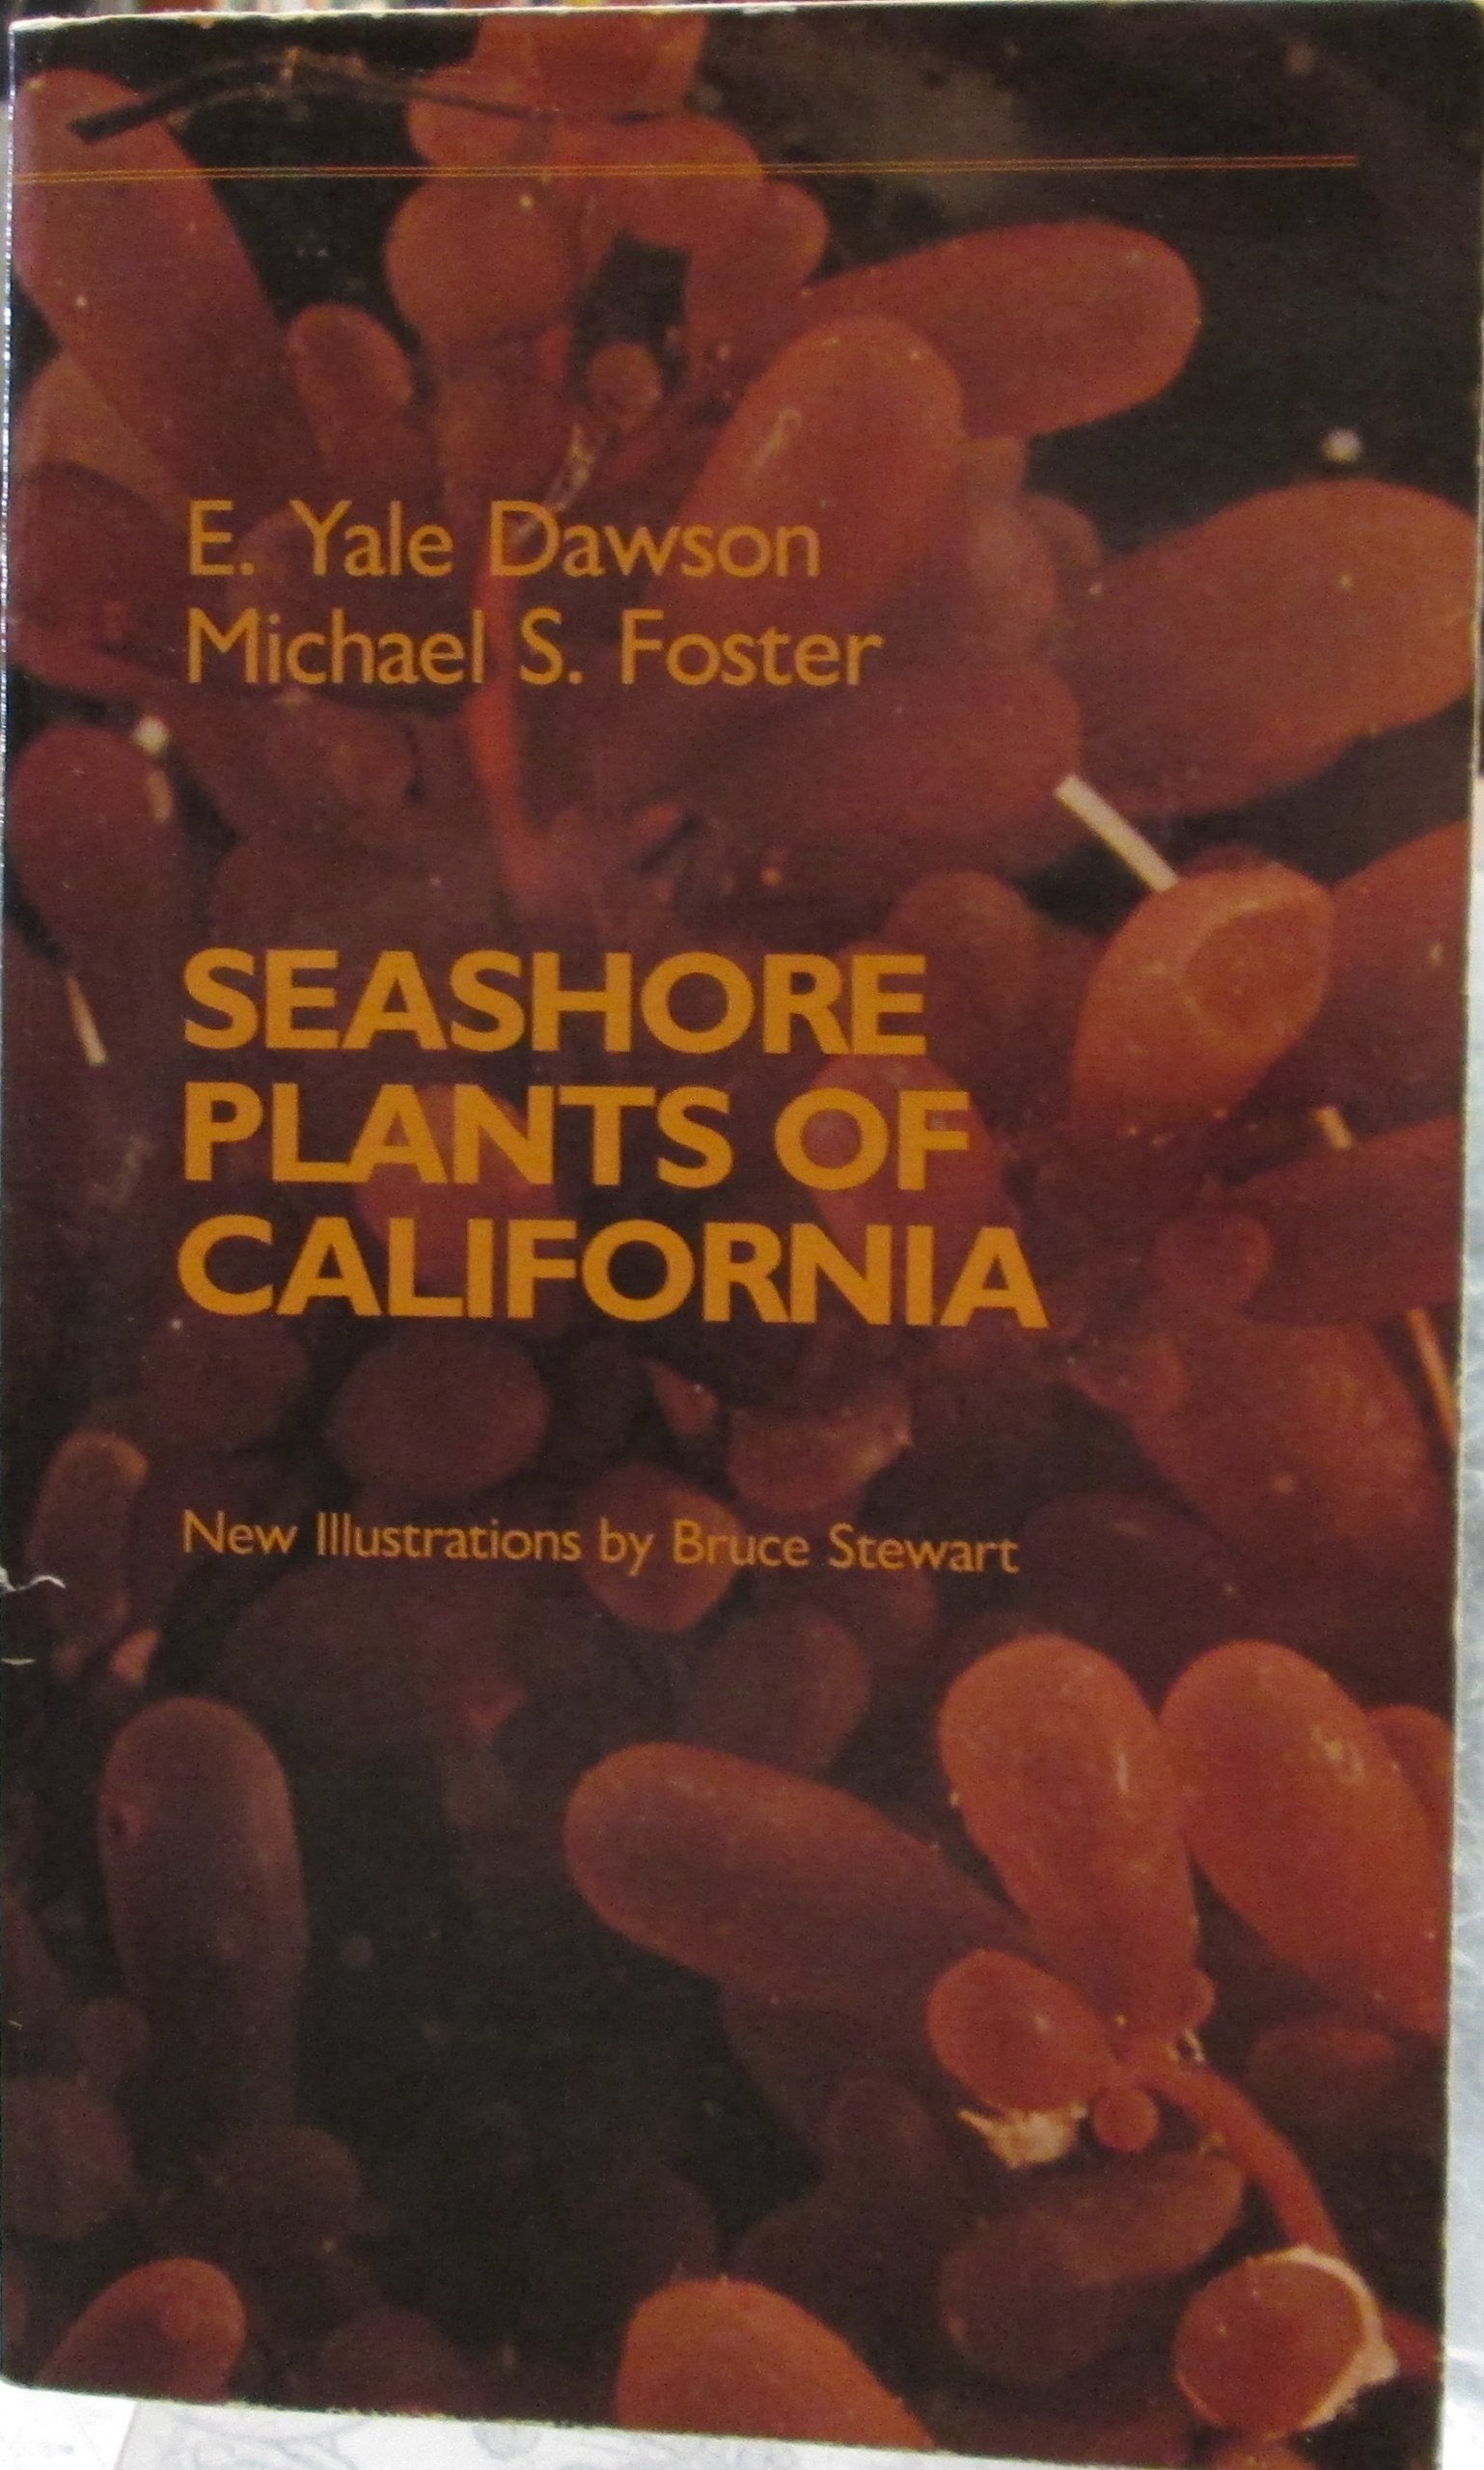 E. Yale Dawson
Michael S. Foster
SEASHORE
PLANTS OF
CALIFORNIA
New Illustrations by Bruce Stewart